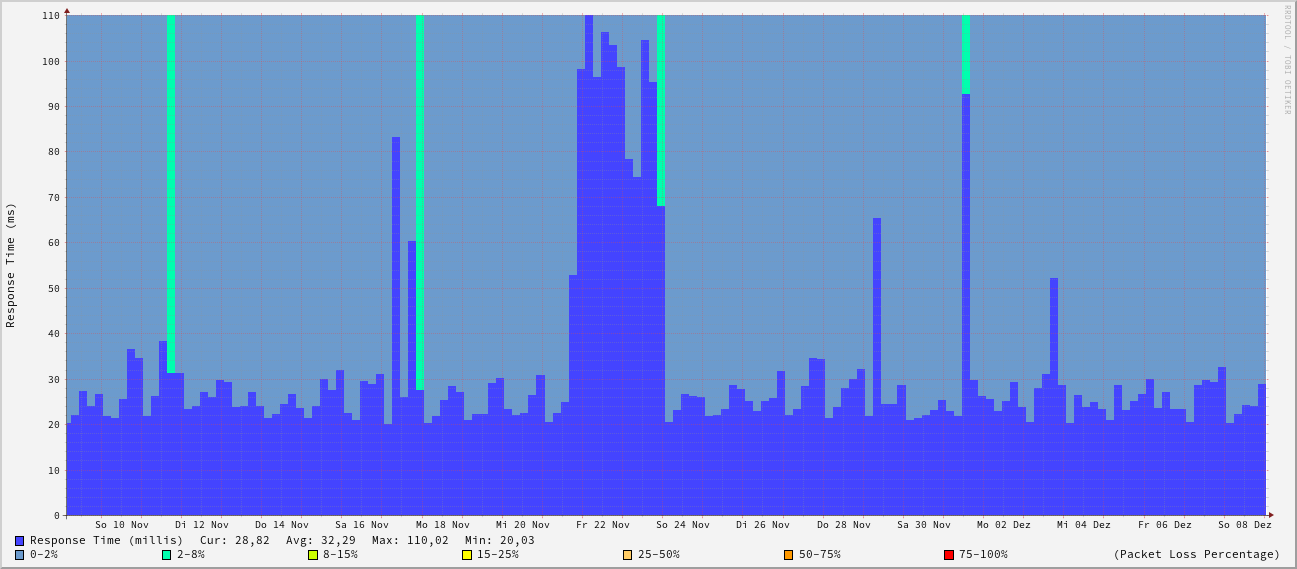 RRDTOOL / TOBI OETIKER
Response Time (ms)
110
100
90
80
70
60
50
40
30
20
10
0
So 10 Nov Di 12 Nov Do 14 Nov Sa 16 Nov Mo 18 Nov Mi 20 Nov Fr 22 Nov So 24 Nov Di 26 Nov Do 28 Nov Sa 30 Nov Mo 02 Dez Mi 04 Dez Fr 06 Dez So 08 Dez
Response Time (millis) Cur: 28,82 Avg: 32,29 Max: 110,02 Min: 20,03
0-2% 2-8% 8-15% 15-25% 25-50% 50-75% 75-100% (Packet Loss Percentage)